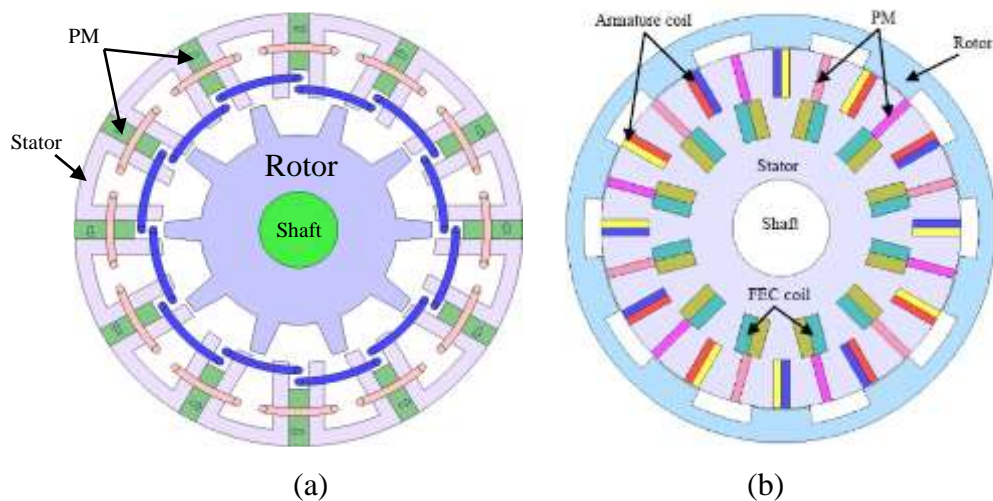 PM
Stator
Rotor
Shaft
(a)
Armature coil
PM
Rotor
Stator
Shaft
FEC coil
(b)